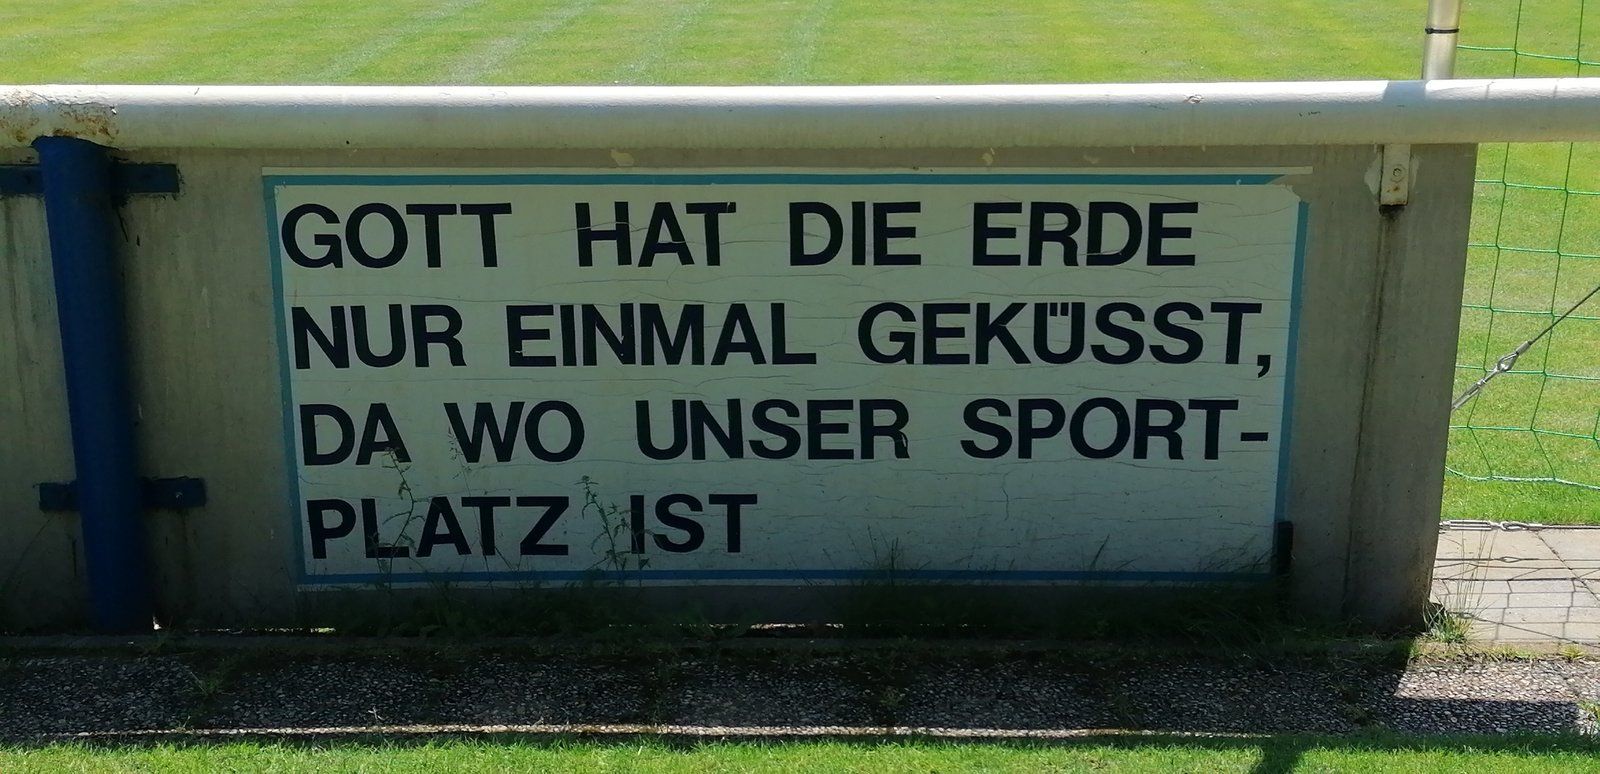 GOTT HAT DIE ERDE
NUR EINMAL GEKÜSST,
DA WO UNSER SPORT-
PLATZ IST